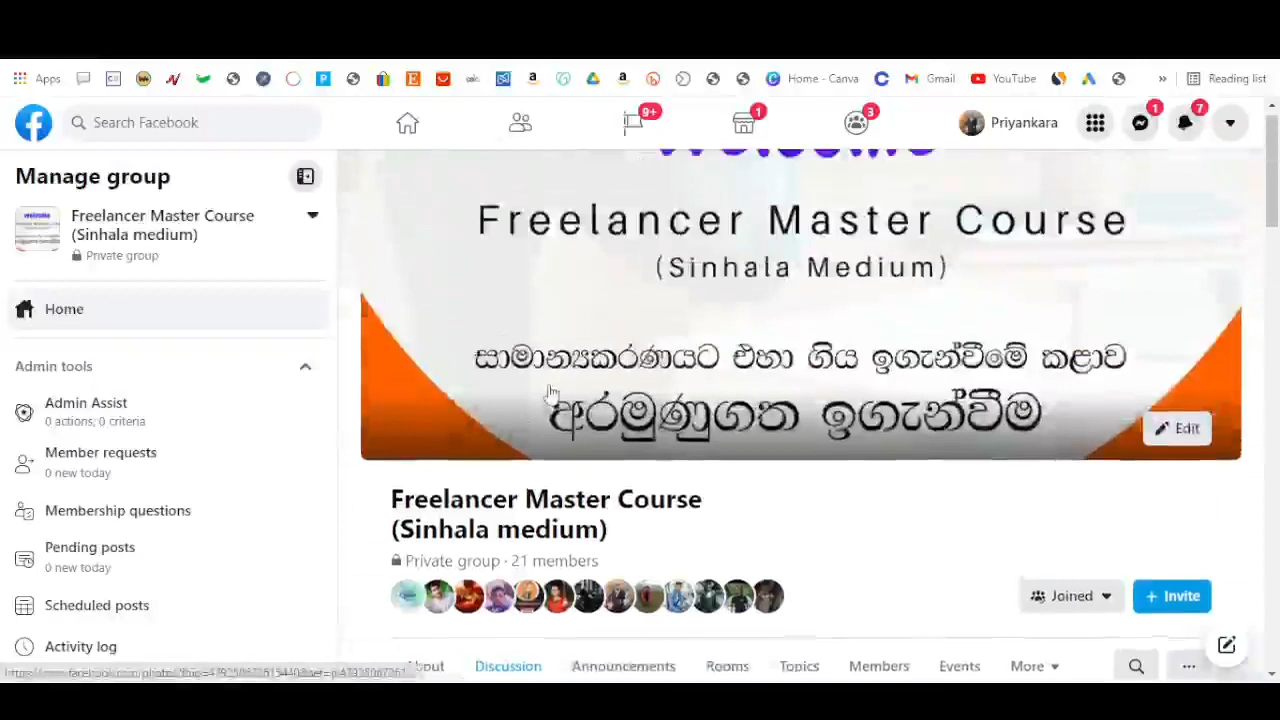 Apps
Home - Canva
Gmail
YouTube
»
Reading list
Search Facebook
9+
1
3
Priyankara
1
7
Manage group
Freelancer Master Course
(Sinhala medium)
Private group
Home
Admin tools
Admin Assist
0 actions; 0 criteria
Member requests
0 new today
Membership questions
Pending posts
0 new today
Scheduled posts
Activity log
Welcome
Freelancer Master Course
(Sinhala Medium)
සාමාන්‍යකරණයට එහා ගිය ඉගැන්වීමේ කළාව
අරමුණුගත ඉගැන්වීම
Edit
Freelancer Master Course
(Sinhala medium)
Private group · 21 members
Joined
+ Invite
Discussion
Announcements
Rooms
Topics
Members
Events
More